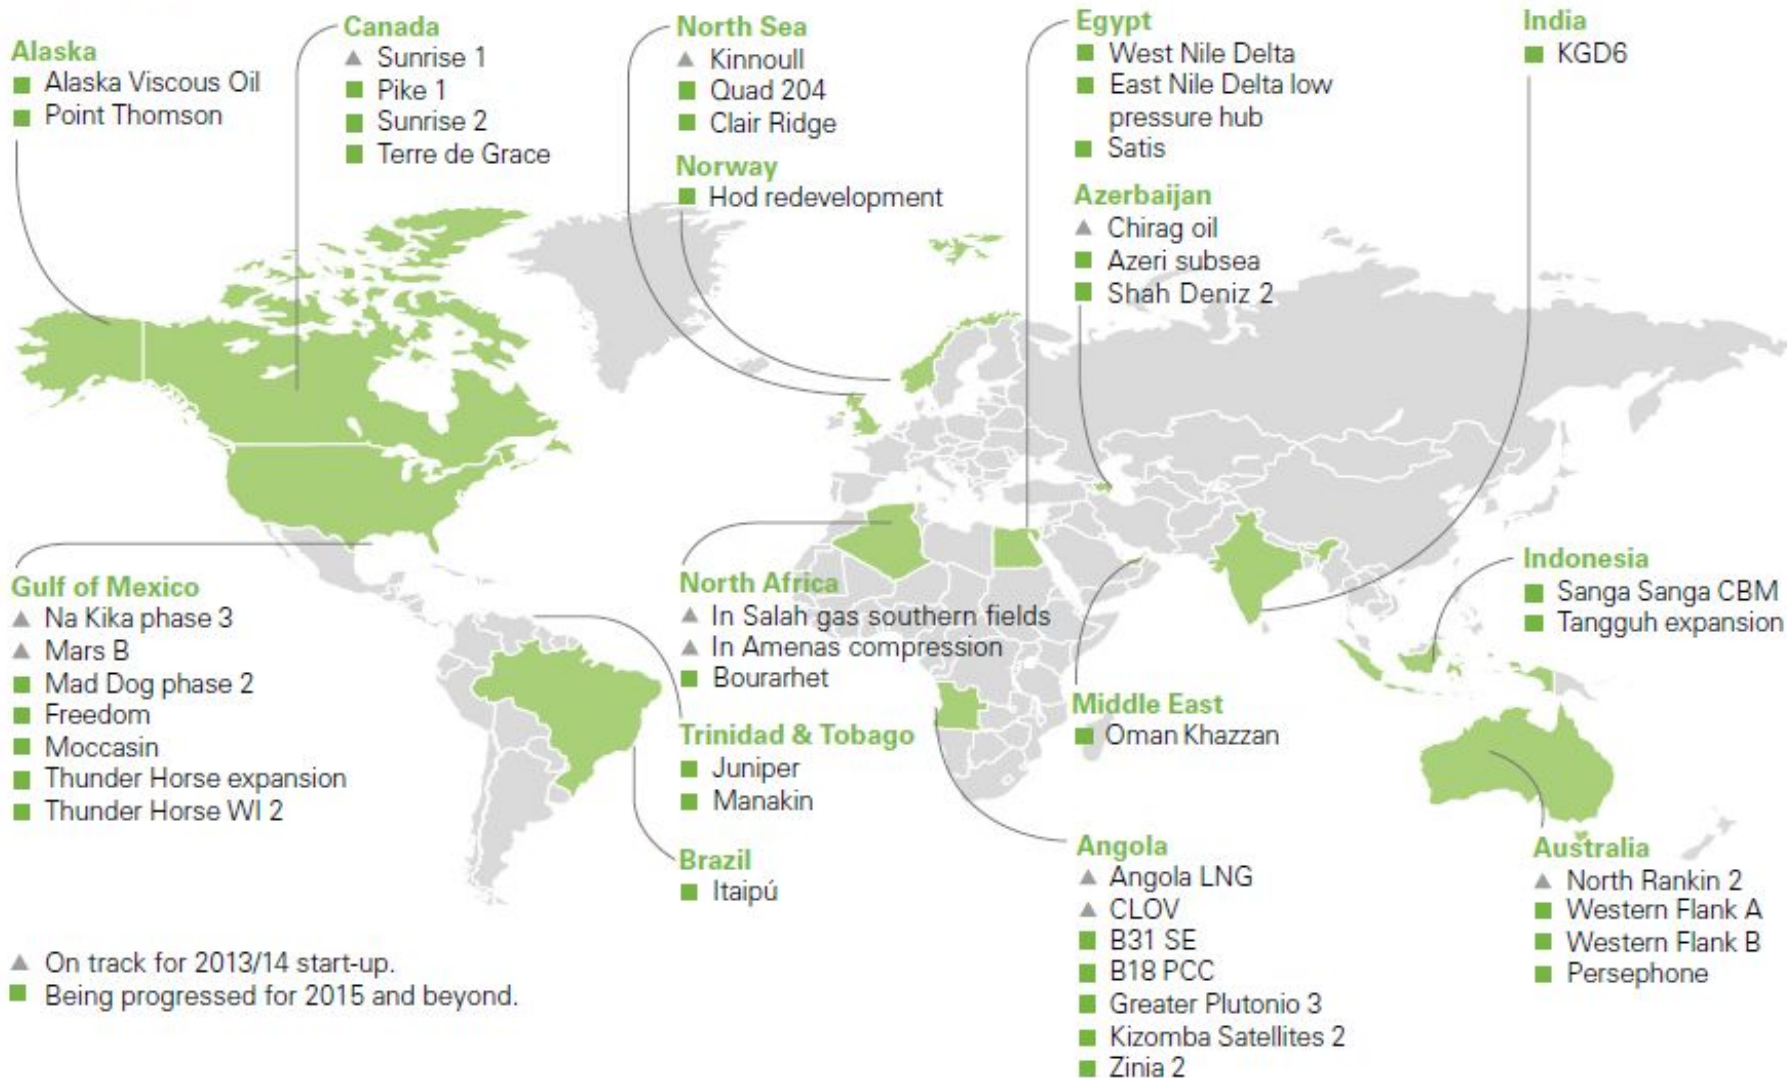 Alaska
Alaska Viscous Oil
Point Thomson
Canada
Sunrise 1
Pike 1
Sunrise 2
Terre de Grace
North Sea
Kinnoull
Quad 204
Clair Ridge
Norway
Hod redevelopment
Egypt
West Nile Delta
East Nile Delta low
pressure hub
Satis
Azerbaijan
Chirag oil
Azeri subsea
Shah Deniz 2
India
KGD6
Gulf of Mexico
Na Kika phase 3
Mars B
Mad Dog phase 2
Freedom
Moccasin
Thunder Horse expansion
Thunder Horse WI 2
North Africa
In Salah gas southern fields
In Amenas compression
Bourarhet
Trinidad & Tobago
Juniper
Manakin
Brazil
Itaipú
Middle East
Oman Khazzan
Indonesia
Sanga Sanga CBM
Tangguh expansion
Angola
Angola LNG
CLOV
B31 SE
B18 PCC
Greater Plutonio 3
Kizomba Satellites 2
Zinia 2
Australia
North Rankin 2
Western Flank A
Western Flank B
Persephone
On track for 2013/14 start-up.
Being progressed for 2015 and beyond.